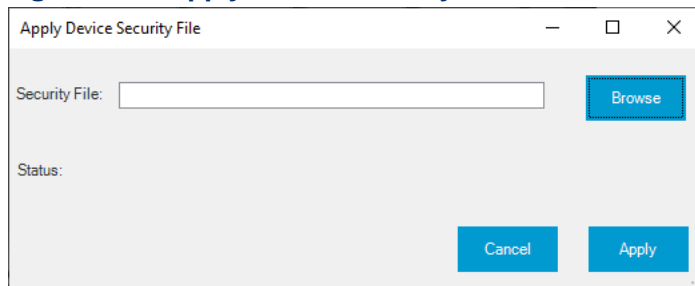 Apply Device Security File
Security File:
Browse
Status:
Cancel
Apply